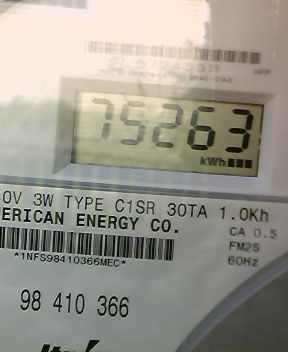 75263
kWh
0V 3W TYPE C1SR 30TA 1.0Kh
ERICAN ENERGY CO.
CA 0.5
FM2S
60Hz
*1NFS98410366MEC*
98 410 366